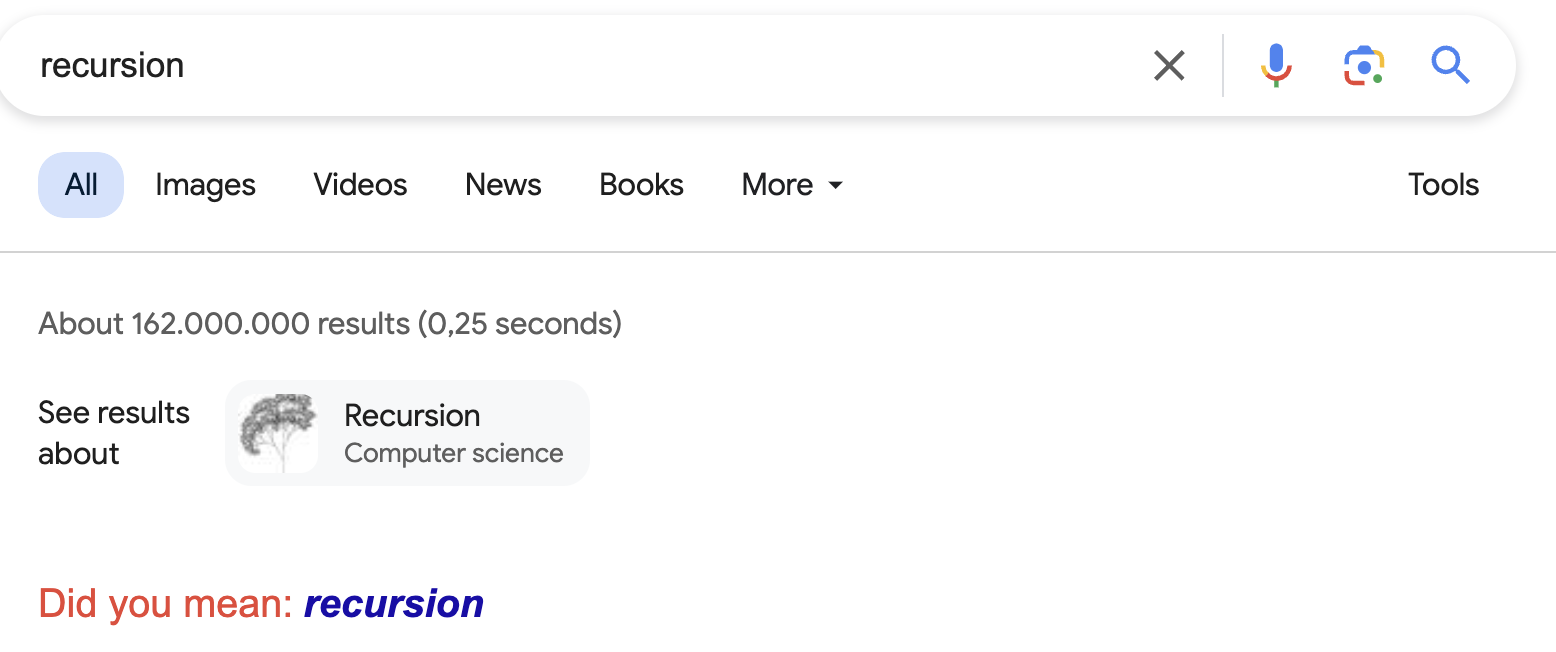 recursion
All Images Videos News Books More Tools
About 162.000.000 results (0,25 seconds)
See results
about
Recursion
Computer science
Did you mean: recursion